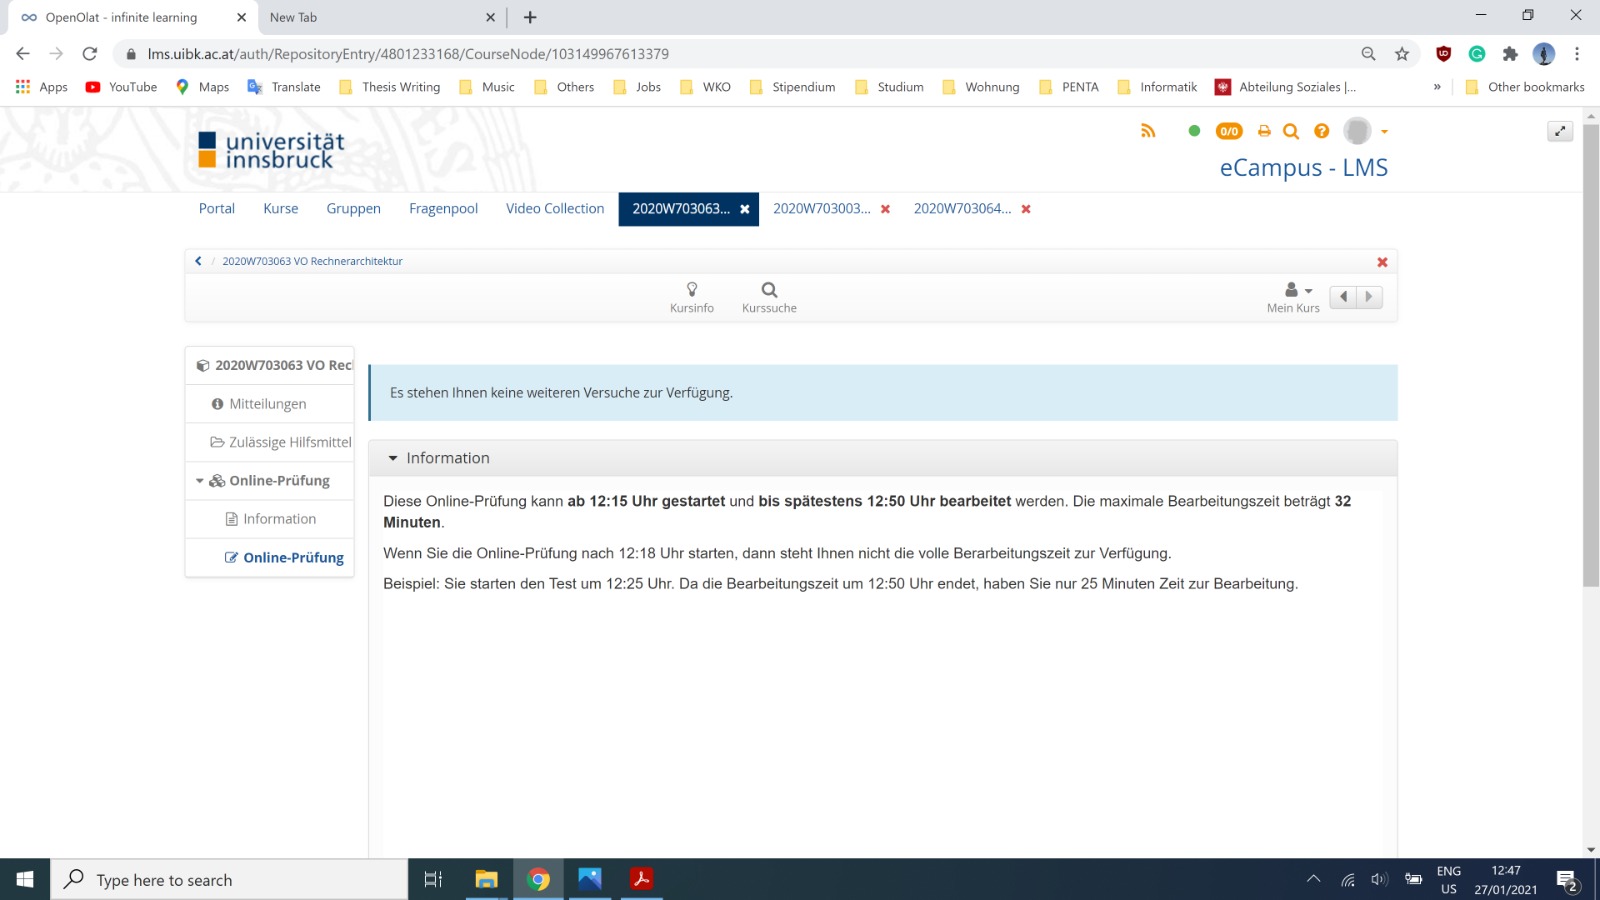 OpenOlat - infinite learning
New Tab
lms.uibk.ac.at/auth/RepositoryEntry/4801233168/CourseNode/103149967613379
Apps YouTube Maps Translate Thesis Writing Music Others Jobs WKO Stipendium Studium Wohnung PENTA Informatik Abteilung Soziales |... » Other bookmarks
universität
innsbruck
0/0
eCampus - LMS
Portal Kurse Gruppen Fragenpool Video Collection 2020W703063... 2020W703003... 2020W703064...
/ 2020W703063 VO Rechnerarchitektur
Kursinfo Kurssuche Mein Kurs
2020W703063 VO Rec
Mitteilungen
Zulässige Hilfsmittel
Online-Prüfung
Information
Online-Prüfung
Es stehen Ihnen keine weiteren Versuche zur Verfügung.
Information
Diese Online-Prüfung kann ab 12:15 Uhr gestartet und bis spätestens 12:50 Uhr bearbeitet werden. Die maximale Bearbeitungszeit beträgt 32
Minuten.
Wenn Sie die Online-Prüfung nach 12:18 Uhr starten, dann steht Ihnen nicht die volle Berarbeitungszeit zur Verfügung.
Beispiel: Sie starten den Test um 12:25 Uhr. Da die Bearbeitungszeit um 12:50 Uhr endet, haben Sie nur 25 Minuten Zeit zur Bearbeitung.
Type here to search
ENG
US
12:47
27/01/2021
2